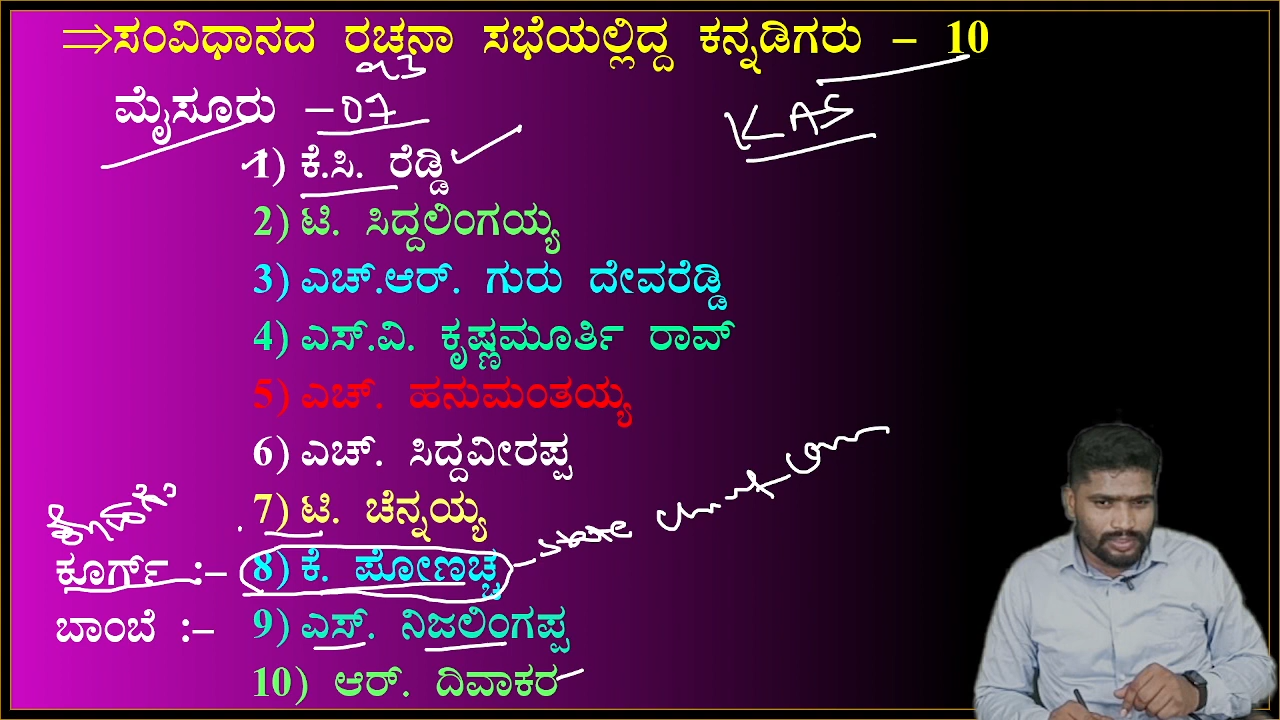 ⇒ಸಂವಿಧಾನದ ರಚನಾ ಸಭೆಯಲ್ಲಿದ್ದ ಕನ್ನಡಿಗರು – 10
ಮೈಸೂರು – 07
KAS
1) ಕೆ.ಸಿ. ರೆಡ್ಡಿ
2) ಟಿ. ಸಿದ್ದಲಿಂಗಯ್ಯ
3) ಎಚ್.ಆರ್. ಗುರು ದೇವರೆಡ್ಡಿ
4) ಎಸ್.ವಿ. ಕೃಷ್ಣಮೂರ್ತಿ ರಾವ್
5) ಎಚ್. ಹನುಮಂತಯ್ಯ
6) ಎಚ್. ಸಿದ್ದವೀರಪ್ಪ
7) ಟಿ. ಚೆನ್ನಯ್ಯ
ಕೂರ್ಗ್ :– 8) ಕೆ. ಪೋಣಚ್ಚ
ಬಾಂಬೆ :– 9) ಎಸ್. ನಿಜಲಿಂಗಪ್ಪ
10) ಆರ್. ದಿವಾಕರ